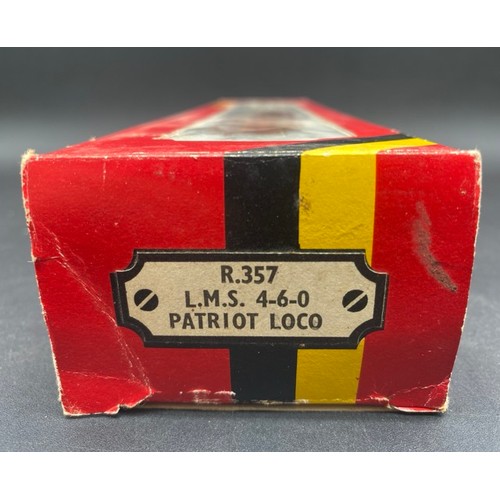 R.357
L.M.S. 4-6-0
PATRIOT LOCO